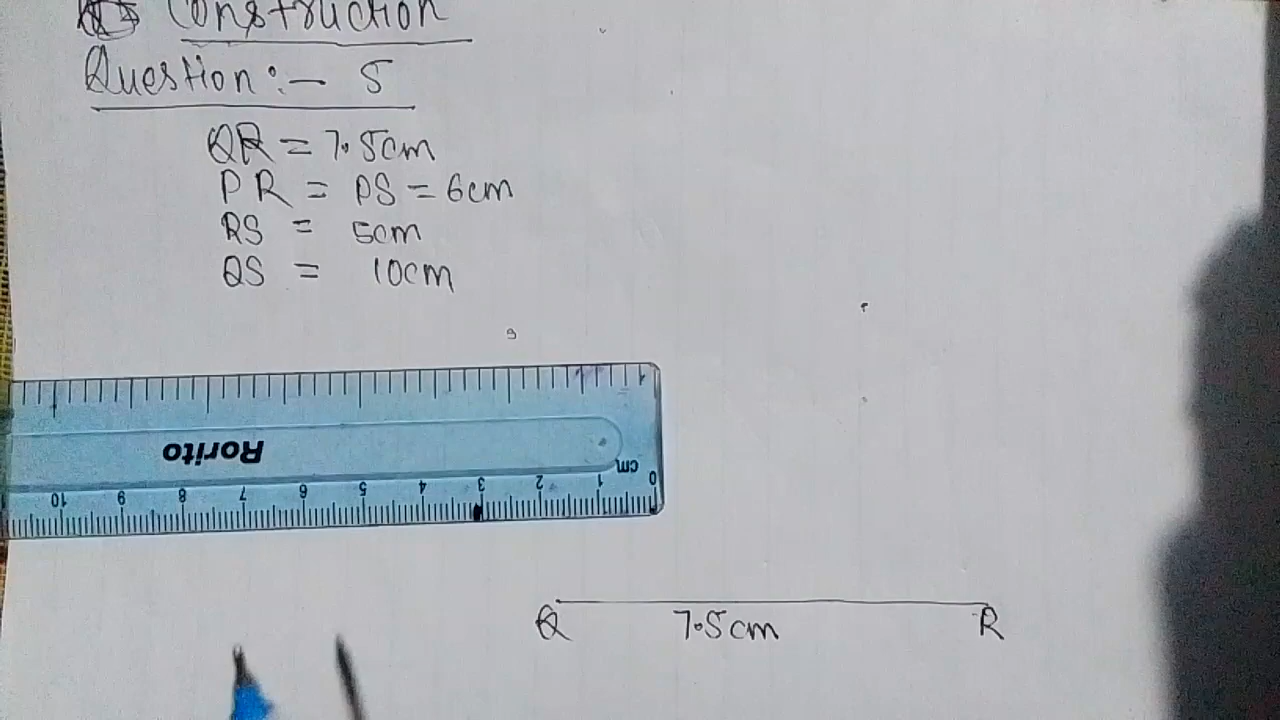 Construction
Question :- 5
QR = 7.5cm
PR = PS = 6cm
RS = 5cm
QS = 10cm
Rorito
cm
10 9 8 7 6 5 4 3 2 1 0
Q 7.5cm R